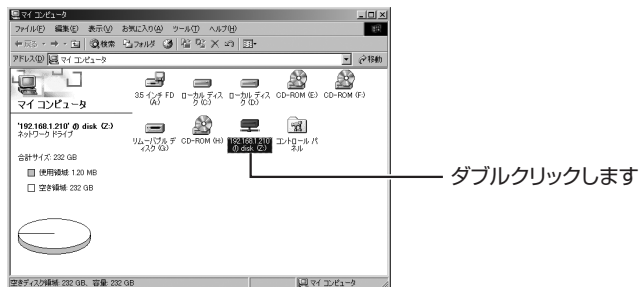 マイ コンピュータ
ファイル(F) 編集(E) 表示(V) お気に入り(A) ツール(T) ヘルプ(H)
戻る 検索 フォルダ
アドレス(D) マイ コンピュータ 移動
マイ コンピュータ
'192.168.1.210' の disk (Z:)
ネットワーク ドライブ
合計サイズ: 232 GB
使用領域: 1.20 MB
空き領域: 232 GB
3.5 インチ FD (A:)
ローカル ディスク (C:)
ローカル ディスク (D:)
CD-ROM (E:)
CD-ROM (F:)
リムーバブル ディスク (G:)
CD-ROM (H:)
'192.168.1.210' の disk (Z:)
コントロール パネル
ダブルクリックします
空きディスク領域: 232 GB、容量: 232 GB
マイ コンピュータ